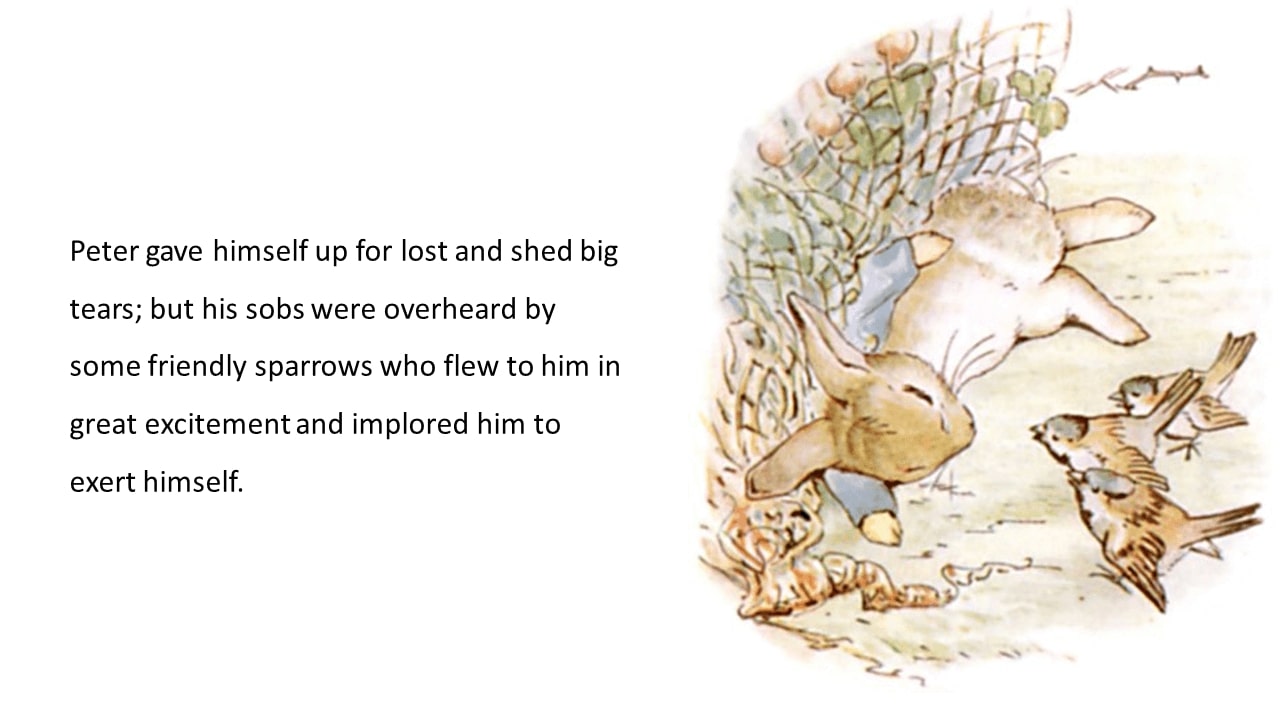 Peter gave himself up for lost and shed big
tears; but his sobs were overheard by
some friendly sparrows who flew to him in
great excitement and implored him to
exert himself.